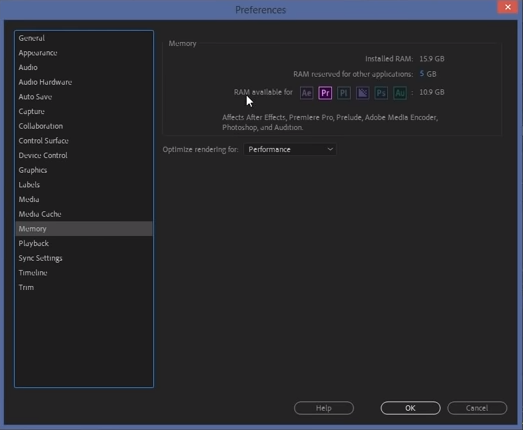 Preferences
General
Appearance
Audio
Audio Hardware
Auto Save
Capture
Collaboration
Control Surface
Device Control
Graphics
Labels
Media
Media Cache
Memory
Playback
Sync Settings
Timeline
Trim
Memory
Installed RAM: 15.9 GB
RAM reserved for other applications: 5 GB
RAM available for Ae Pr Pl Ps Au : 10.9 GB
Affects After Effects, Premiere Pro, Prelude, Adobe Media Encoder,
Photoshop, and Audition.
Optimize rendering for: Performance
Help OK Cancel